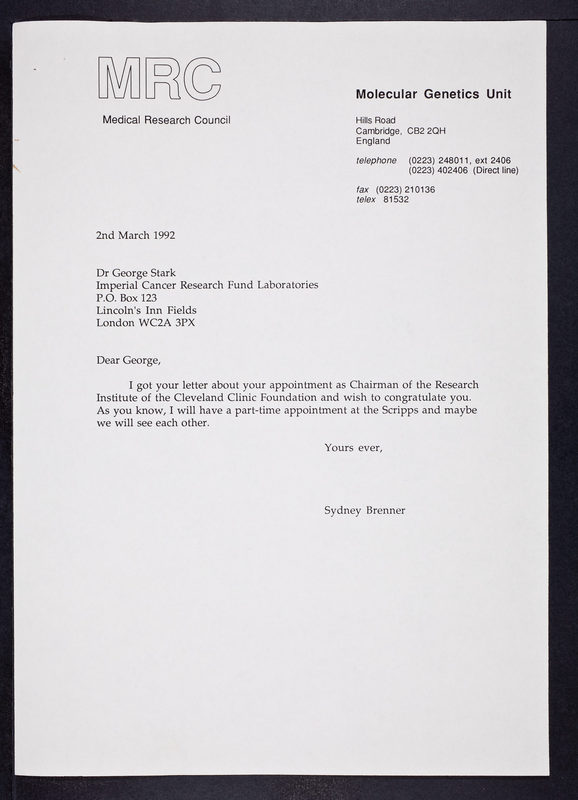 MRC
Medical Research Council
Molecular Genetics Unit
Hills Road
Cambridge, CB2 2QH
England
telephone (0223) 248011, ext 2406
(0223) 402406 (Direct line)
fax (0223) 210136
telex 81532
2nd March 1992
Dr George Stark
Imperial Cancer Research Fund Laboratories
P.O. Box 123
Lincoln's Inn Fields
London WC2A 3PX
Dear George,
I got your letter about your appointment as Chairman of the Research
Institute of the Cleveland Clinic Foundation and wish to congratulate you.
As you know, I will have a part-time appointment at the Scripps and maybe
we will see each other.
Yours ever,
Sydney Brenner